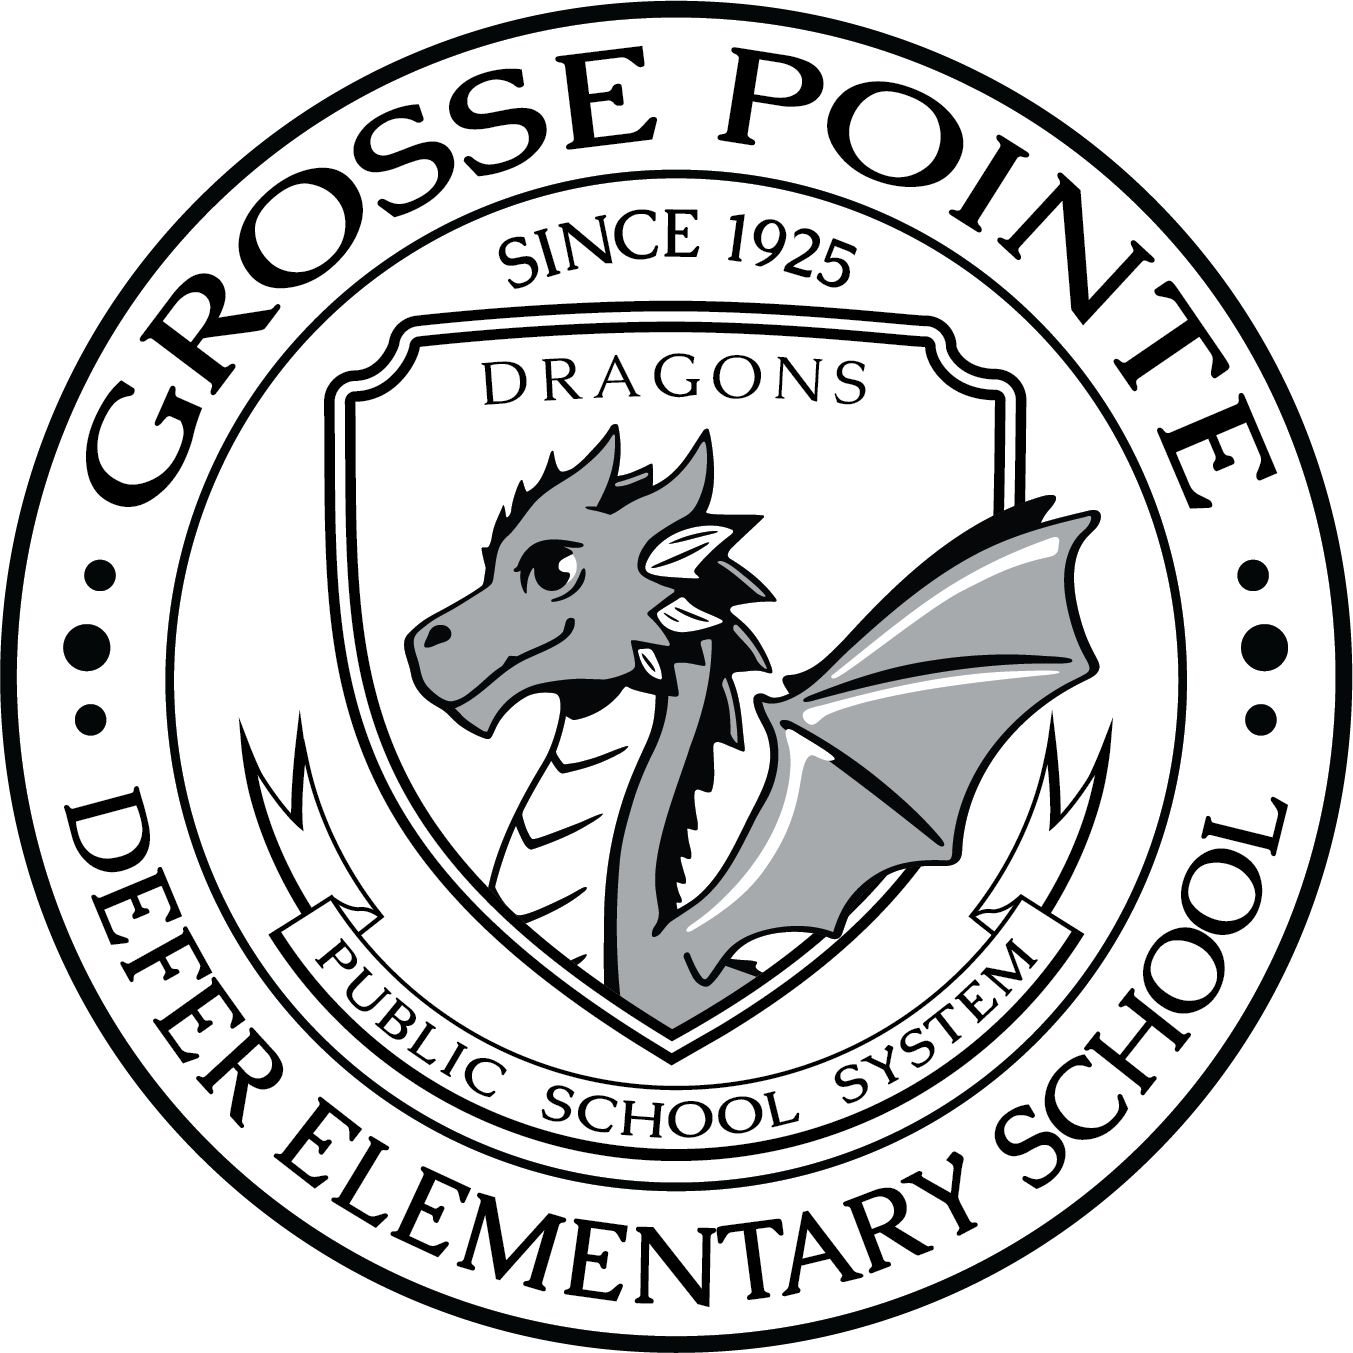 GROSSE POINTE
SINCE 1925
DRAGONS
PUBLIC SCHOOL SYSTEM
DEFER ELEMENTARY SCHOOL